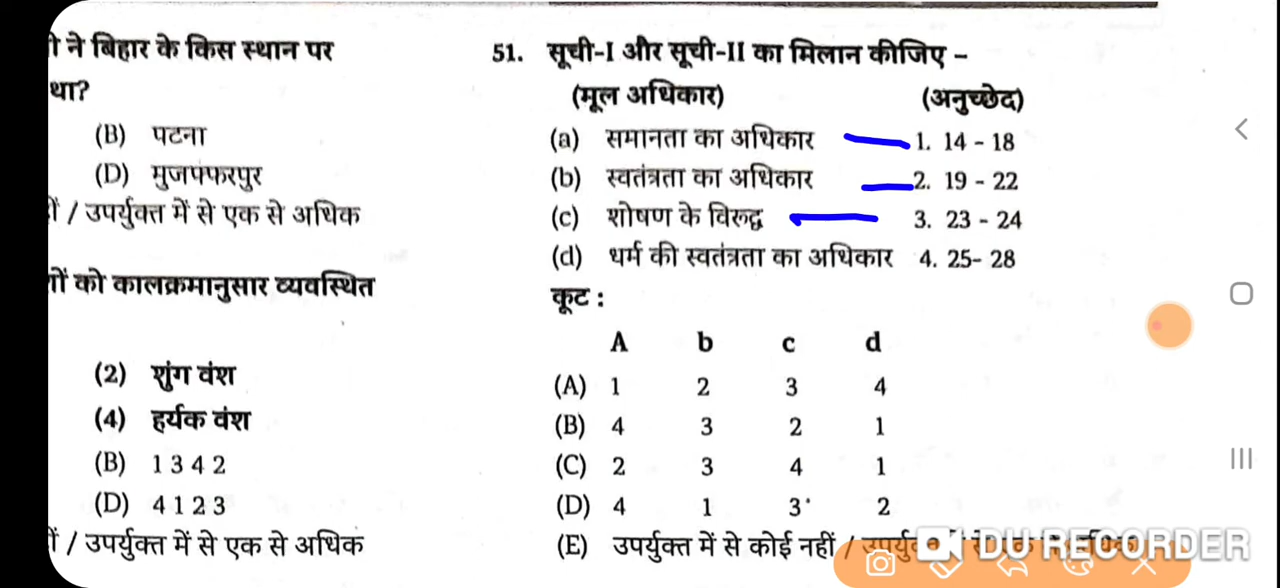 ने बिहार के किस स्थान पर
था?
(B) पटना
(D) मुजफ्फरपुर
/ उपर्युक्त में से एक से अधिक
को कालक्रमानुसार व्यवस्थित
(2) शुंग वंश
(4) हर्यक वंश
(B) 1 3 4 2
(D) 4 1 2 3
/ उपर्युक्त में से एक से अधिक
51. सूची-I और सूची-II का मिलान कीजिए –
(मूल अधिकार) (अनुच्छेद)
(a) समानता का अधिकार 1. 14 - 18
(b) स्वतंत्रता का अधिकार 2. 19 - 22
(c) शोषण के विरुद्ध 3. 23 - 24
(d) धर्म की स्वतंत्रता का अधिकार 4. 25- 28
कूट :
A b c d
(A) 1 2 3 4
(B) 4 3 2 1
(C) 2 3 4 1
(D) 4 1 3 2
(E) उपर्युक्त में से कोई नहीं /
DU RECORDER